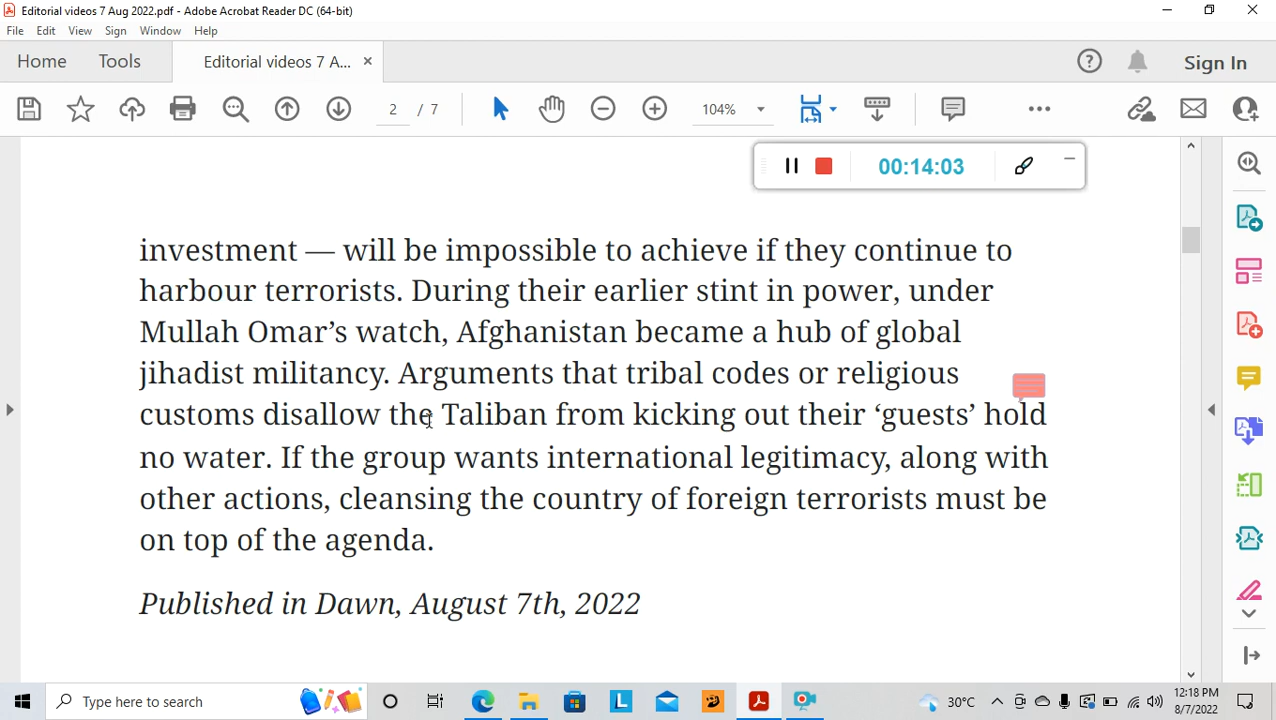 Editorial videos 7 Aug 2022.pdf - Adobe Acrobat Reader DC (64-bit)
File Edit View Sign Window Help
Home Tools Editorial videos 7 A... × Sign In
2 / 7 104%
00:14:03
investment — will be impossible to achieve if they continue to
harbour terrorists. During their earlier stint in power, under
Mullah Omar’s watch, Afghanistan became a hub of global
jihadist militancy. Arguments that tribal codes or religious
customs disallow the Taliban from kicking out their ‘guests’ hold
no water. If the group wants international legitimacy, along with
other actions, cleansing the country of foreign terrorists must be
on top of the agenda.
Published in Dawn, August 7th, 2022
Type here to search
30°C
12:18 PM
8/7/2022